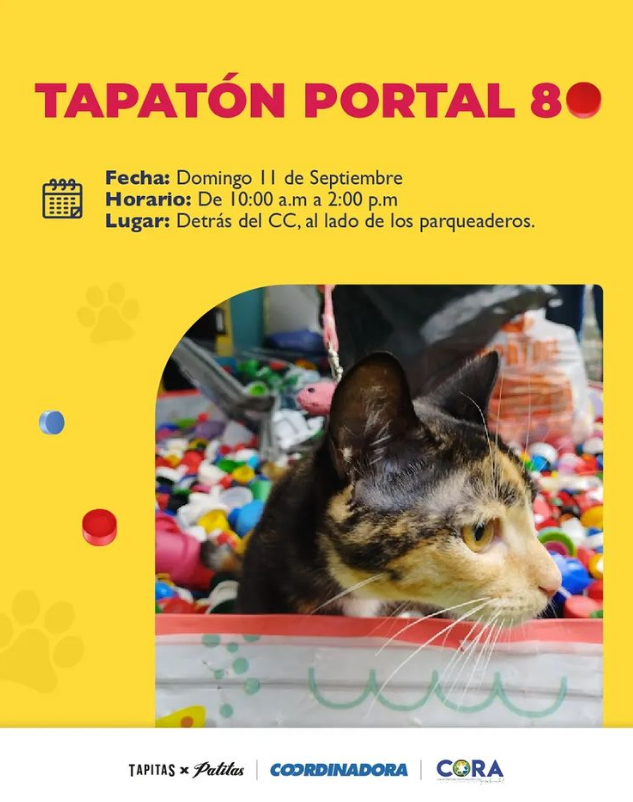 TAPATÓN PORTAL 80
Fecha: Domingo 11 de Septiembre
Horario: De 10:00 a.m a 2:00 p.m
Lugar: Detrás del CC, al lado de los parqueaderos.
TAPITAS x Patitas
COORDINADORA
CORA